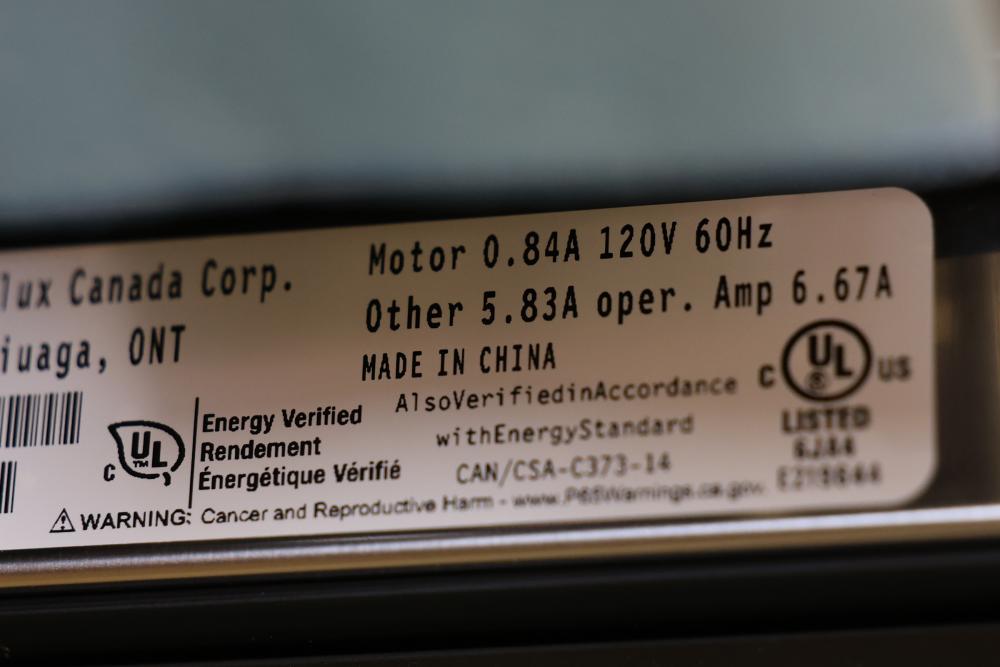 lux Canada Corp.
iuaga, ONT
Motor 0.84A 120V 60Hz
Other 5.83A oper. Amp 6.67A
MADE IN CHINA
AlsoVerifiedinAccordance
withEnergyStandard
CAN/CSA-C373-14
C UL US
LISTED
6JA4
C UL TM
Energy Verified
Rendement
Énergétique Vérifié
WARNING: Cancer and Reproductive Harm - www.P65Warnings.ca.gov.